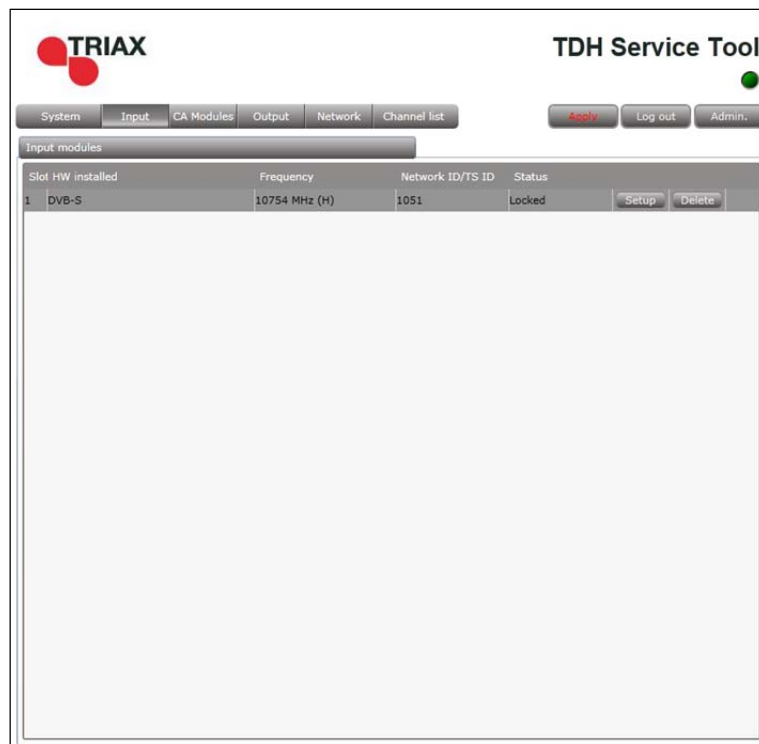 TRIAX
TDH Service Tool
System Input CA Modules Output Network Channel list Apply Log out Admin.
Input modules
Slot HW installed Frequency Network ID/TS ID Status
1 DVB-S 10754 MHz (H) 1051 Locked Setup Delete